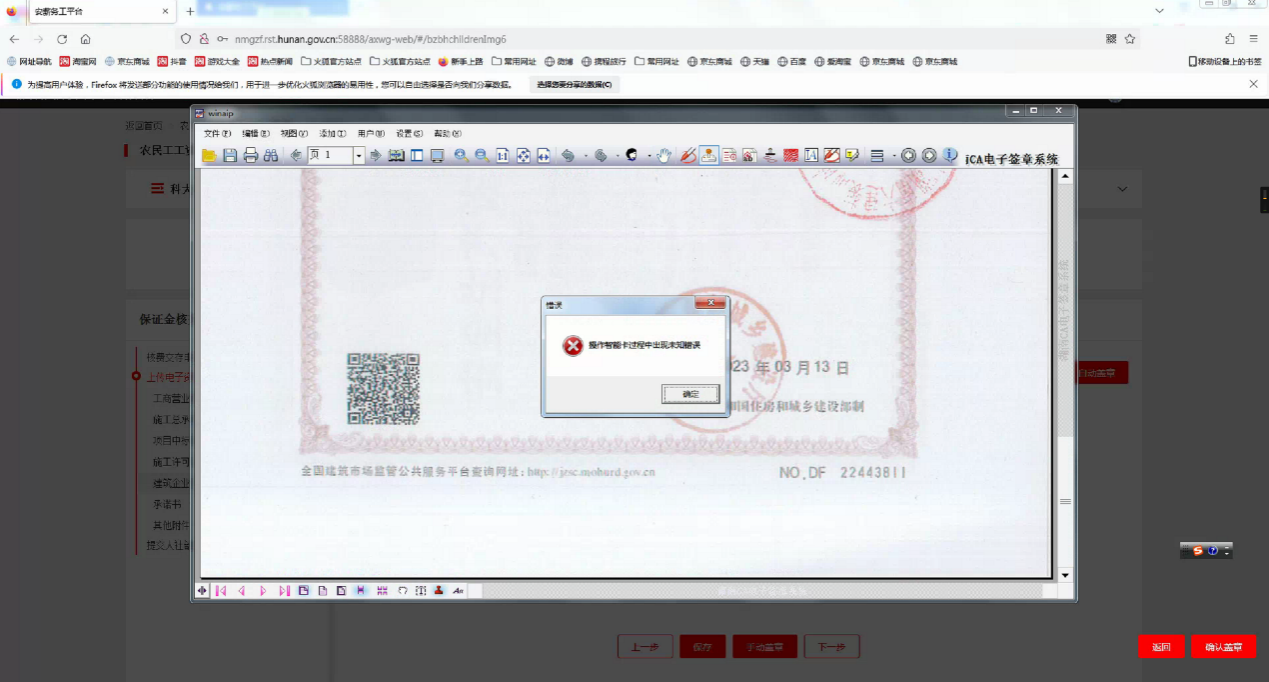 安薪务工平台
nmgzf.rst.hunan.gov.cn:58888/axwg-web/#/bzbhchildrenImg6
网址导航 淘宝网 京东商城 抖音 游戏大全 热点新闻 火狐官方站点 火狐官方站点 新手上路 常用网址 微博 携程旅行 常用网址 京东商城 天猫 百度 爱淘宝 京东商城 京东商城 移动设备上的书签
为提高用户体验，Firefox 将发送部分功能的使用情况给我们，用于进一步优化火狐浏览器的易用性，您可以自由选择是否向我们分享数据。 选择您要分享的数据(C)
winaip
返回首页
文件(F) 编辑(E) 视图(V) 添加(I) 用户(U) 设置(S) 帮助(H)
农民工工
页 1
iCA电子签章系统
科大
错误
操作智能卡过程中出现未知错误
确定
保证金核
核费交存
上传电子
工商营业
施工总承
项目中标
施工许可
建筑企业
承诺书
其他附件
提交人社
自动盖章
023 年 03 月 13 日
国住房和城乡建设部制
全国建筑市场监管公共服务平台查询网址：http://jzsc.mohurd.gov.cn
NO.DF 22443811
上一步 保存 手动盖章 下一步
返回 确认盖章